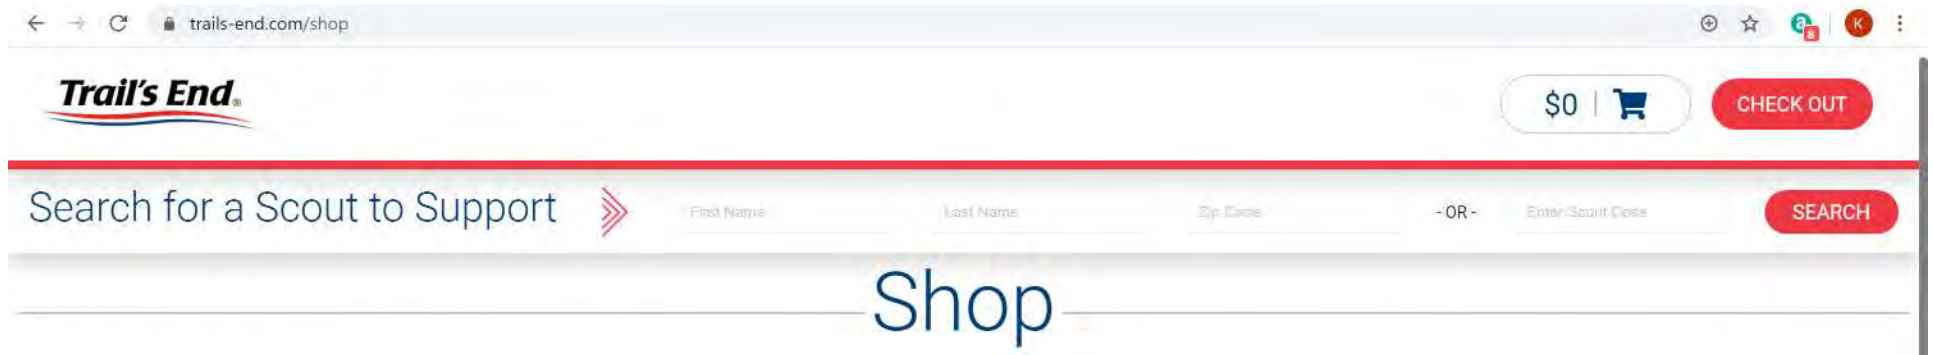 trails-end.com/shop
8
K
Trail's End®
$0
CHECK OUT
Search for a Scout to Support
First Name
Last Name
Zip Code
- OR -
Enter Scout Code
SEARCH
Shop